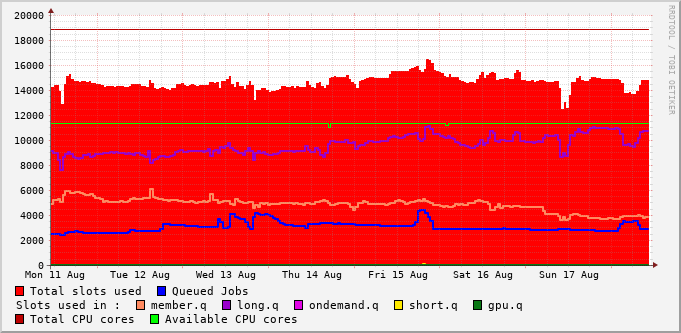 RRDTOOL / TOBI OETIKER
20000
18000
16000
14000
12000
10000
8000
6000
4000
2000
0
Mon 11 Aug Tue 12 Aug Wed 13 Aug Thu 14 Aug Fri 15 Aug Sat 16 Aug Sun 17 Aug
Total slots used Queued Jobs
Slots used in : member.q long.q ondemand.q short.q gpu.q
Total CPU cores Available CPU cores